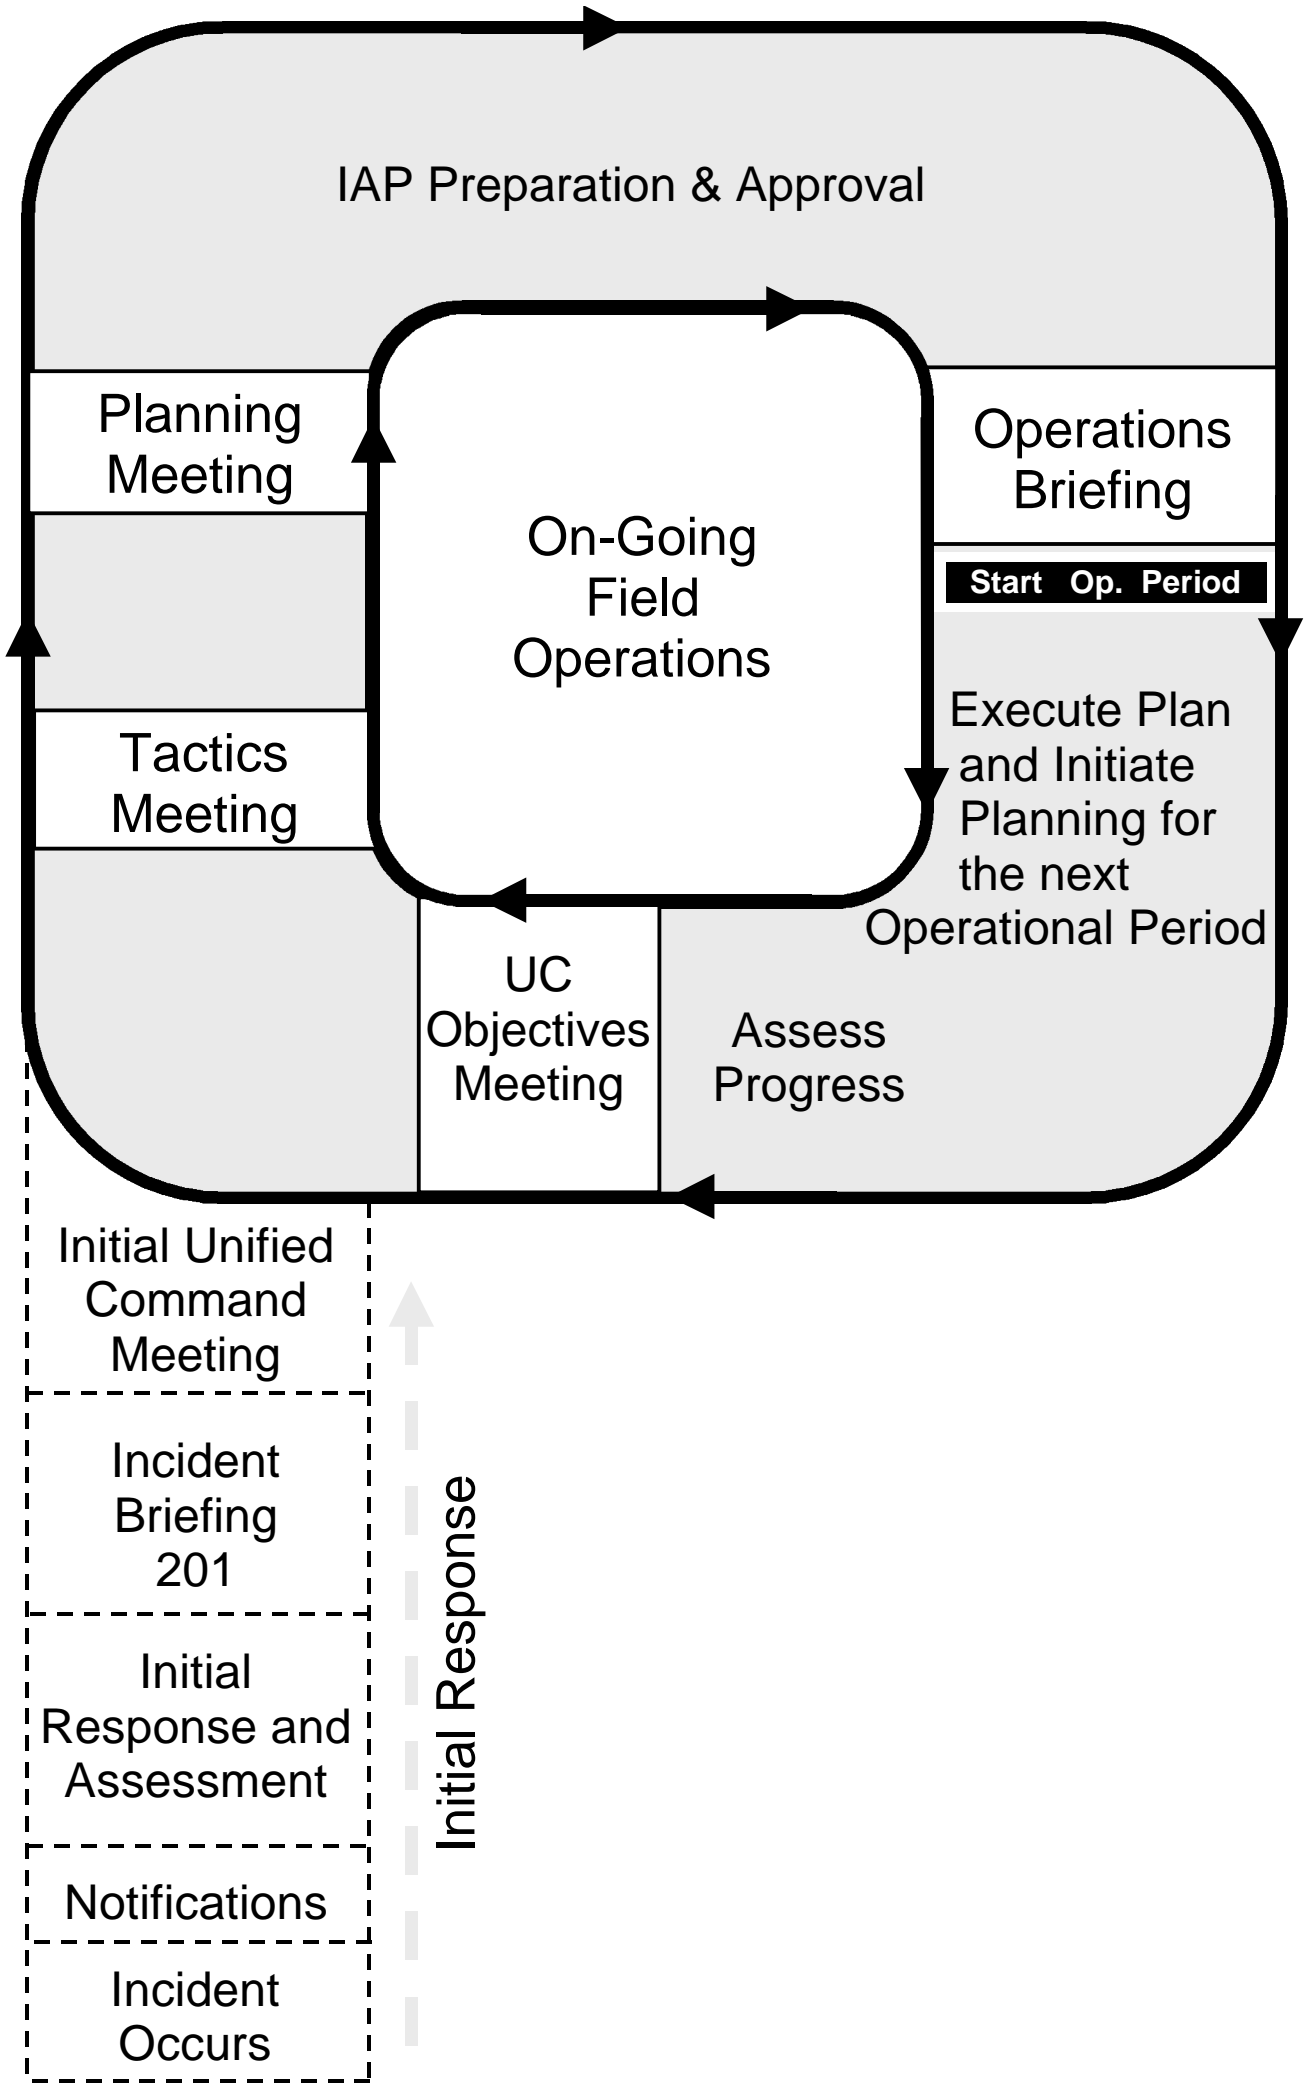 IAP Preparation & Approval
Planning
Meeting
Operations
Briefing
On-Going
Field
Operations
Start Op. Period
Tactics
Meeting
Execute Plan
and Initiate
Planning for
the next
Operational Period
UC
Objectives
Meeting
Assess
Progress
Initial Unified
Command
Meeting
Incident
Briefing
201
Initial
Response and
Assessment
Notifications
Incident
Occurs
Initial Response